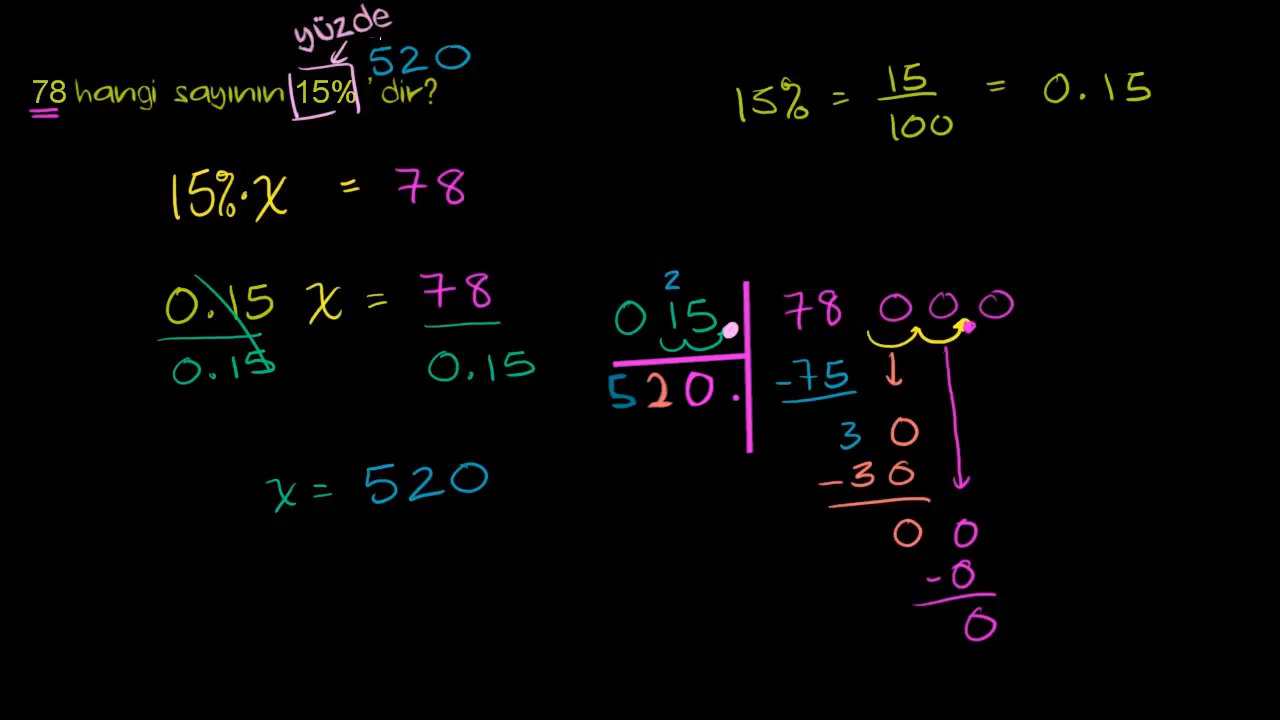 yüzde
520
78 hangi sayının 15% 'dir?
15% = 15/100 = 0.15
15% · x = 78
0.15 x = 78
0.15 0.15
x = 520
2
0 15. 78 000.
520. -75
30
-30
00
-0
0